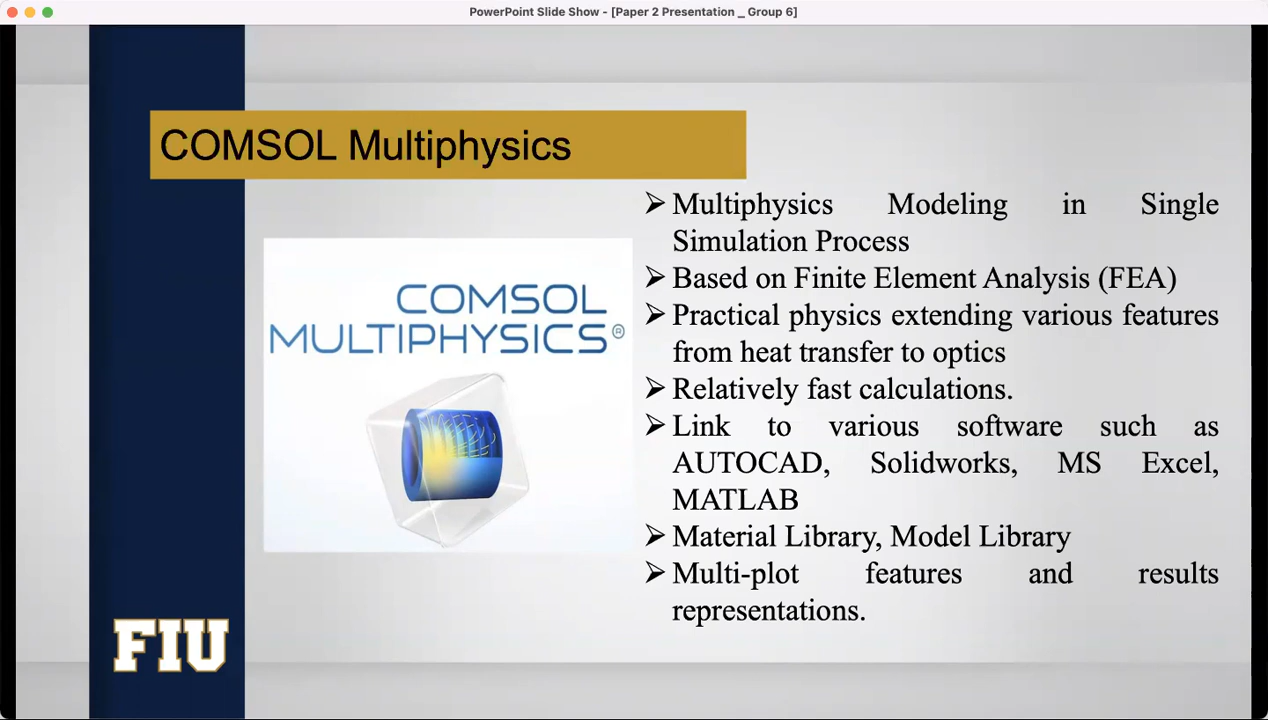 PowerPoint Slide Show - [Paper 2 Presentation _ Group 6]
COMSOL Multiphysics
COMSOL
MULTIPHYSICS®
➢ Multiphysics Modeling in Single
Simulation Process
➢ Based on Finite Element Analysis (FEA)
➢ Practical physics extending various features
from heat transfer to optics
➢ Relatively fast calculations.
➢ Link to various software such as
AUTOCAD, Solidworks, MS Excel,
MATLAB
➢ Material Library, Model Library
➢ Multi-plot features and results
representations.
FIU